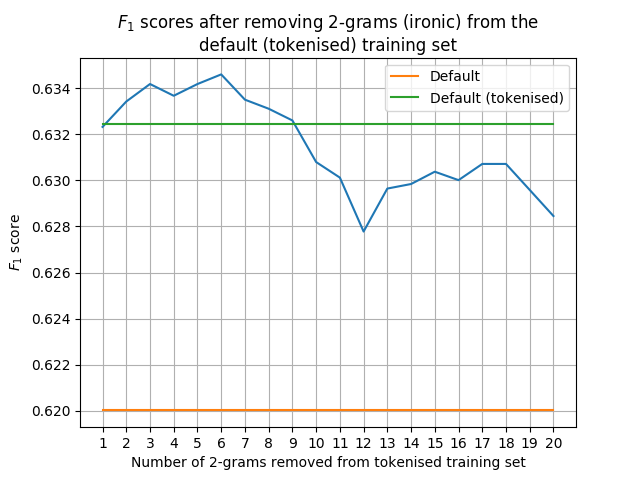 F₁ scores after removing 2-grams (ironic) from the
default (tokenised) training set
Default
Default (tokenised)
F₁ score
0.634
0.632
0.630
0.628
0.626
0.624
0.622
0.620
1 2 3 4 5 6 7 8 9 10 11 12 13 14 15 16 17 18 19 20
Number of 2-grams removed from tokenised training set